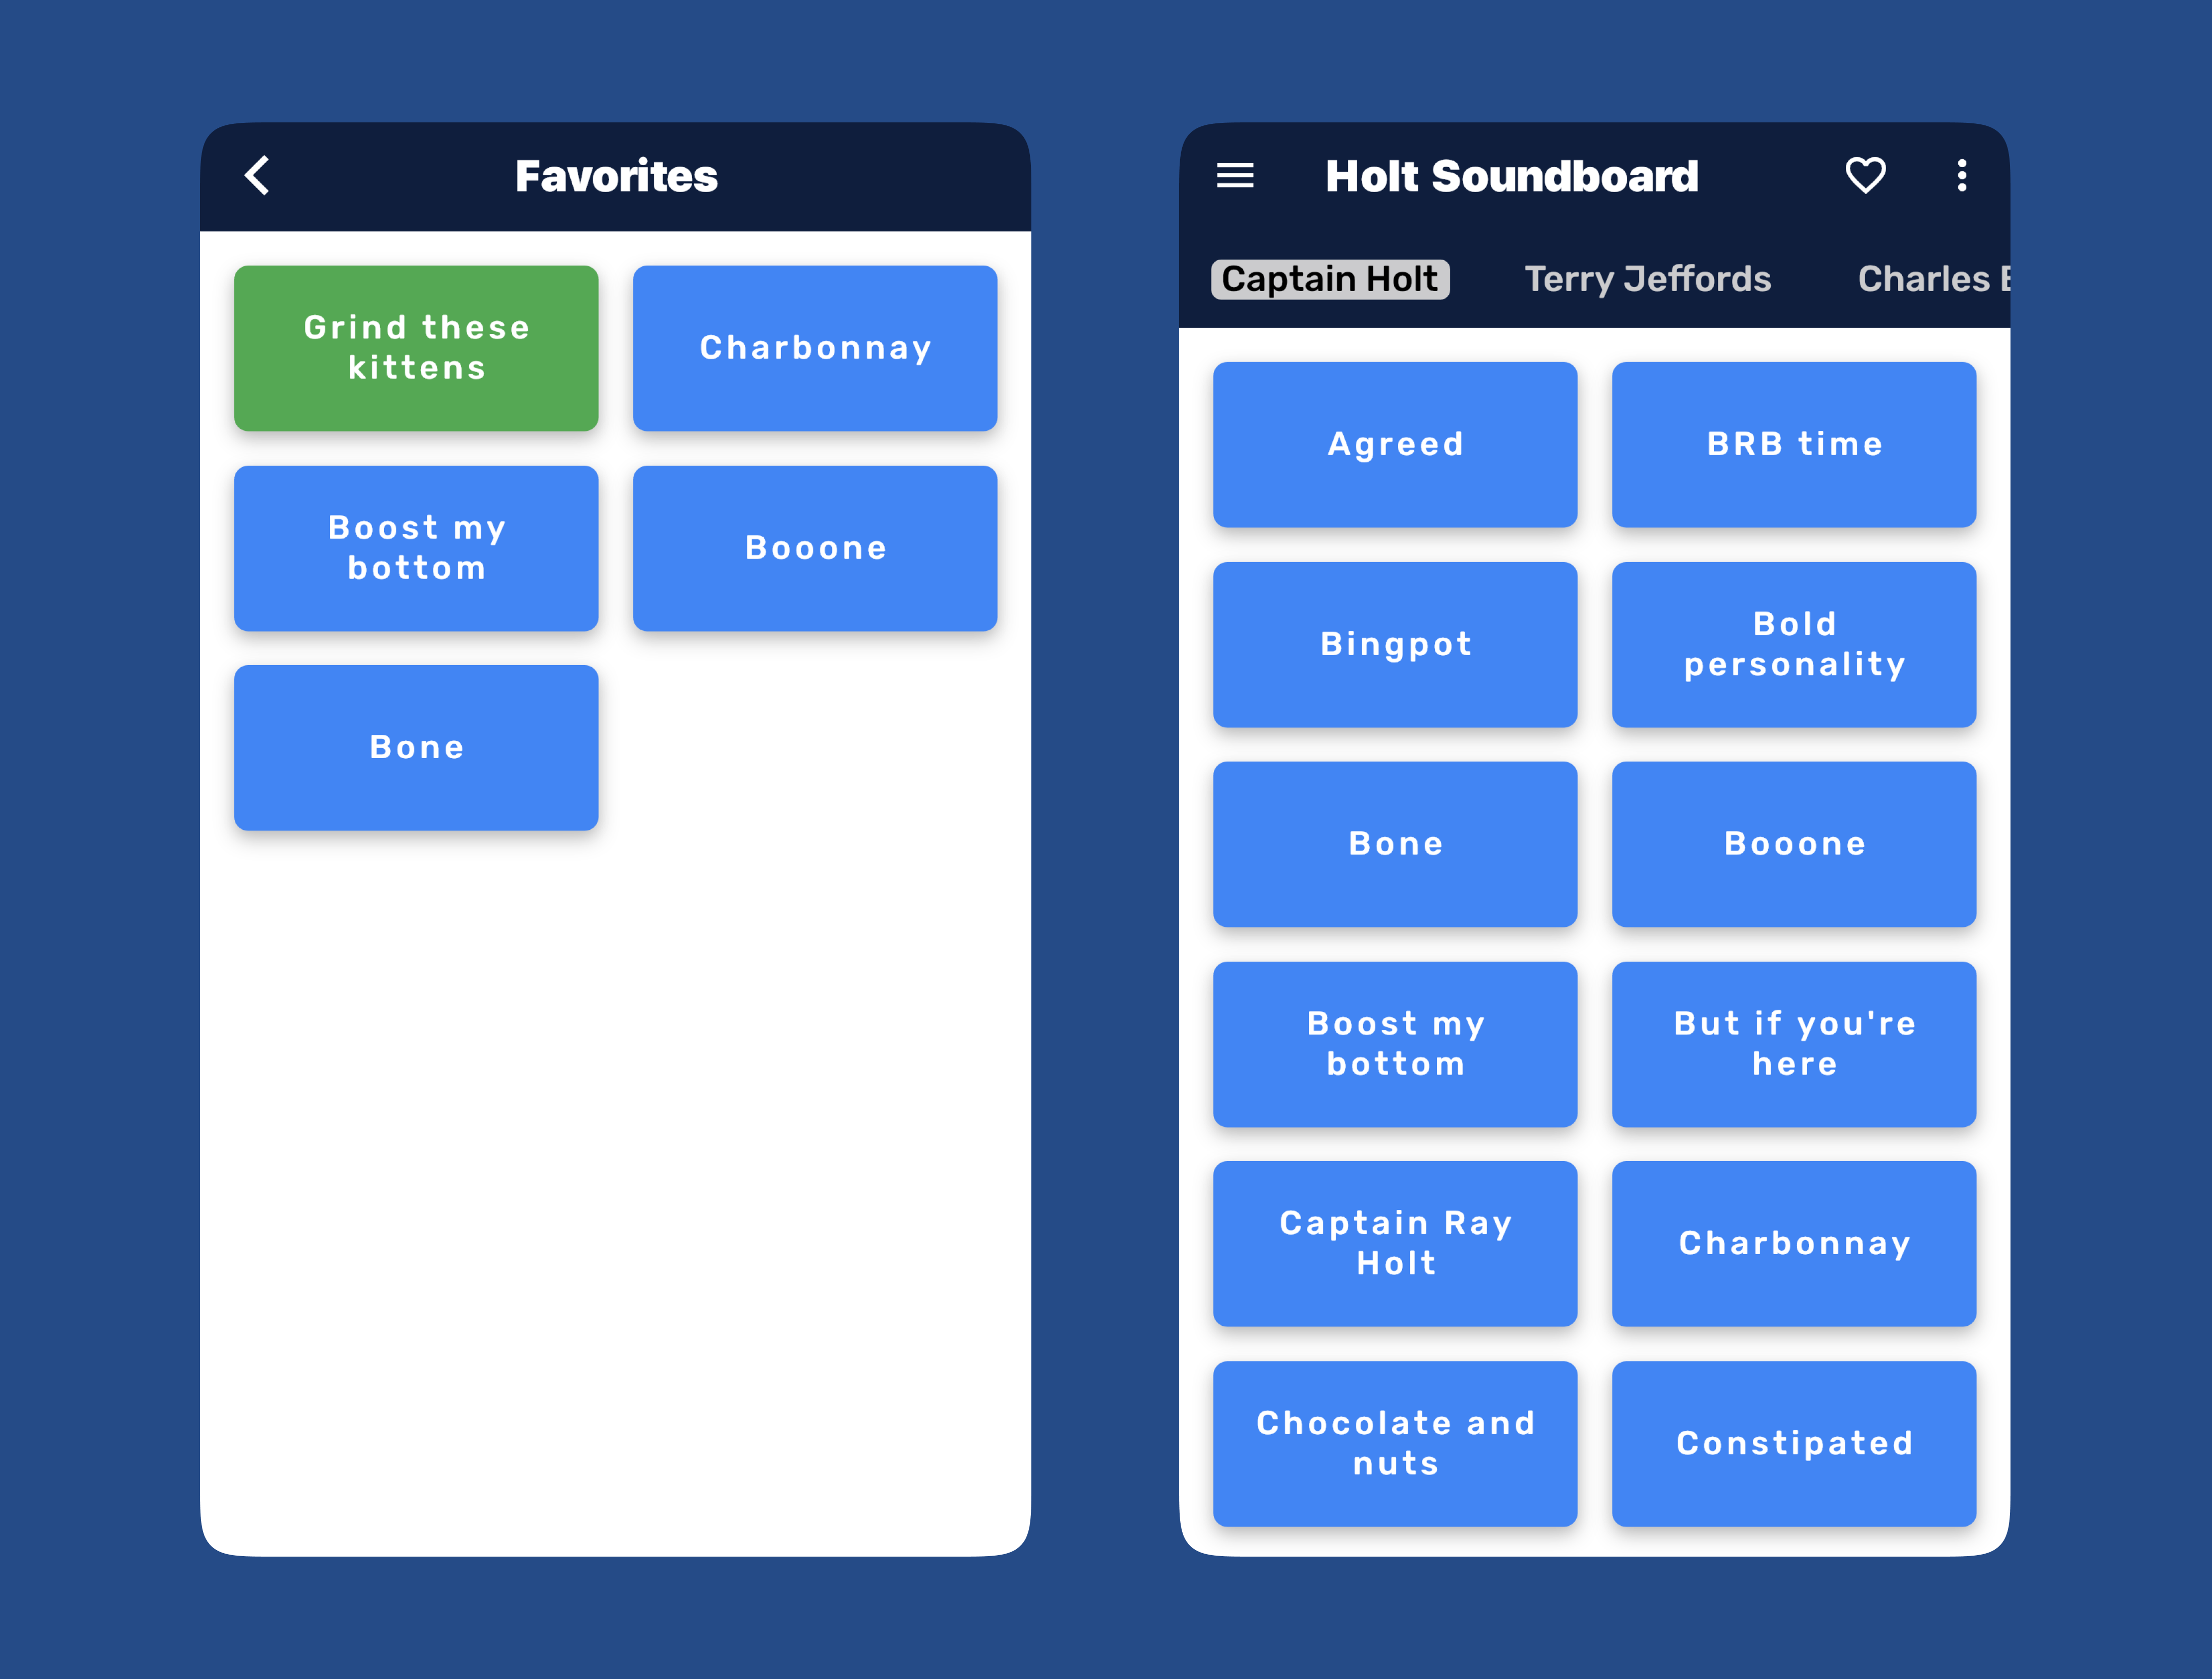 Favorites
Grind these
kittens
Charbonnay
Boost my
bottom
Booone
Bone
Holt Soundboard
Captain Holt
Terry Jeffords
Charles
Agreed
BRB time
Bingpot
Bold
personality
Bone
Booone
Boost my
bottom
But if you're
here
Captain Ray
Holt
Charbonnay
Chocolate and
nuts
Constipated